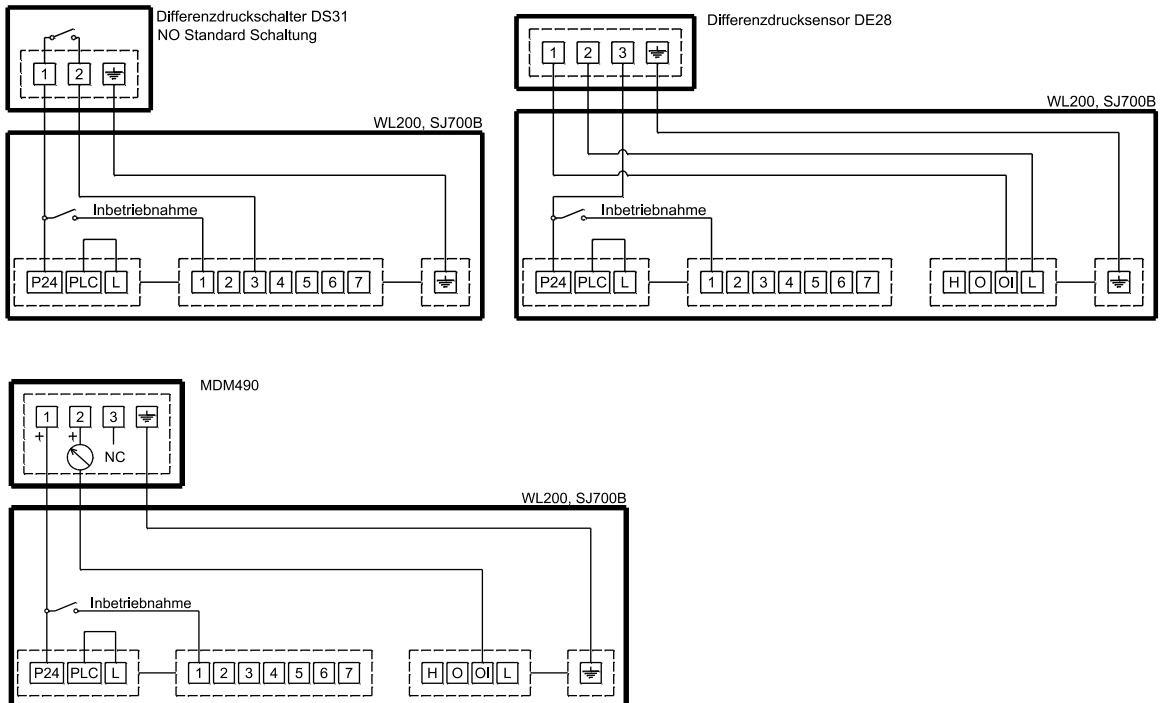 Differenzdruckschalter DS31
NO Standard Schaltung
1 2
WL200, SJ700B
Inbetriebnahme
P24 PLC L 1 2 3 4 5 6 7
Differenzdrucksensor DE28
1 2 3
WL200, SJ700B
Inbetriebnahme
P24 PLC L 1 2 3 4 5 6 7 H O OI L
MDM490
1 2 3
+ +
NC
WL200, SJ700B
Inbetriebnahme
P24 PLC L 1 2 3 4 5 6 7 H O OI L